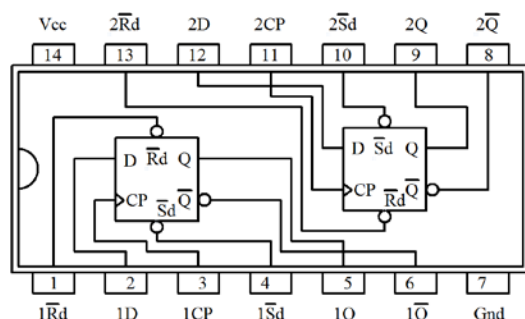 Vcc 2R̅d 2D 2CP 2S̅d 2Q 2Q̅
14 13 12 11 10 9 8
D R̅d Q
CP S̅d Q̅
D S̅d Q
CP R̅d Q̅
1 2 3 4 5 6 7
1R̅d 1D 1CP 1S̅d 1Q 1Q̅ Gnd